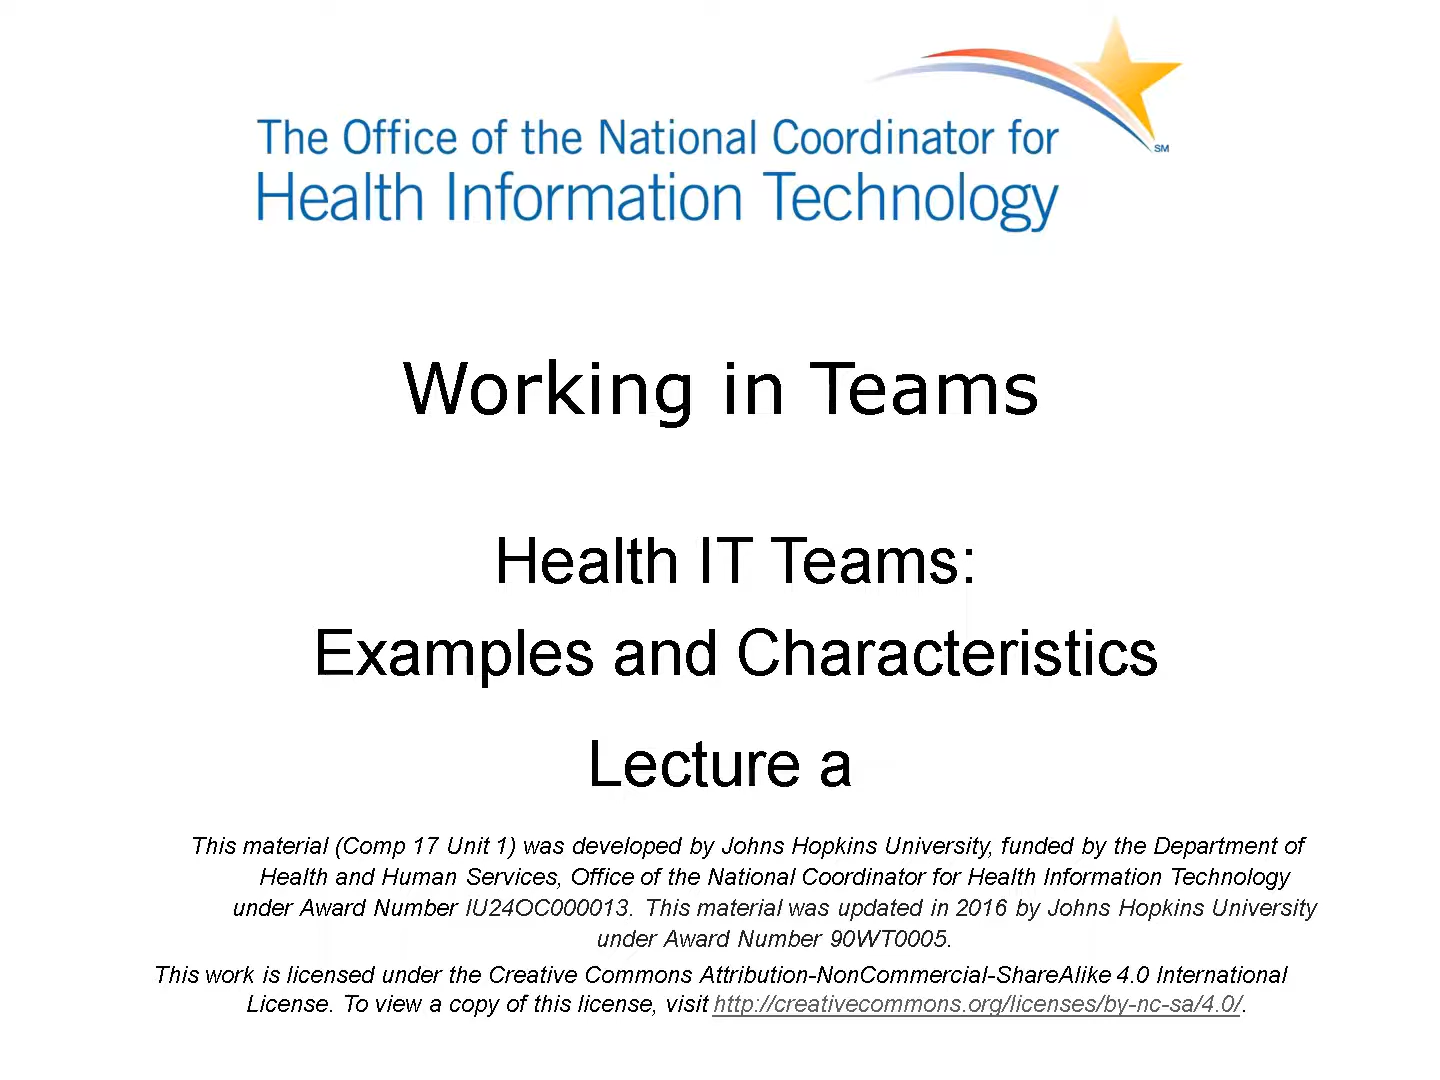 The Office of the National Coordinator for
Health Information Technology
SM
Working in Teams
Health IT Teams:
Examples and Characteristics
Lecture a
This material (Comp 17 Unit 1) was developed by Johns Hopkins University, funded by the Department of
Health and Human Services, Office of the National Coordinator for Health Information Technology
under Award Number IU24OC000013. This material was updated in 2016 by Johns Hopkins University
under Award Number 90WT0005.
This work is licensed under the Creative Commons Attribution-NonCommercial-ShareAlike 4.0 International
License. To view a copy of this license, visit http://creativecommons.org/licenses/by-nc-sa/4.0/.